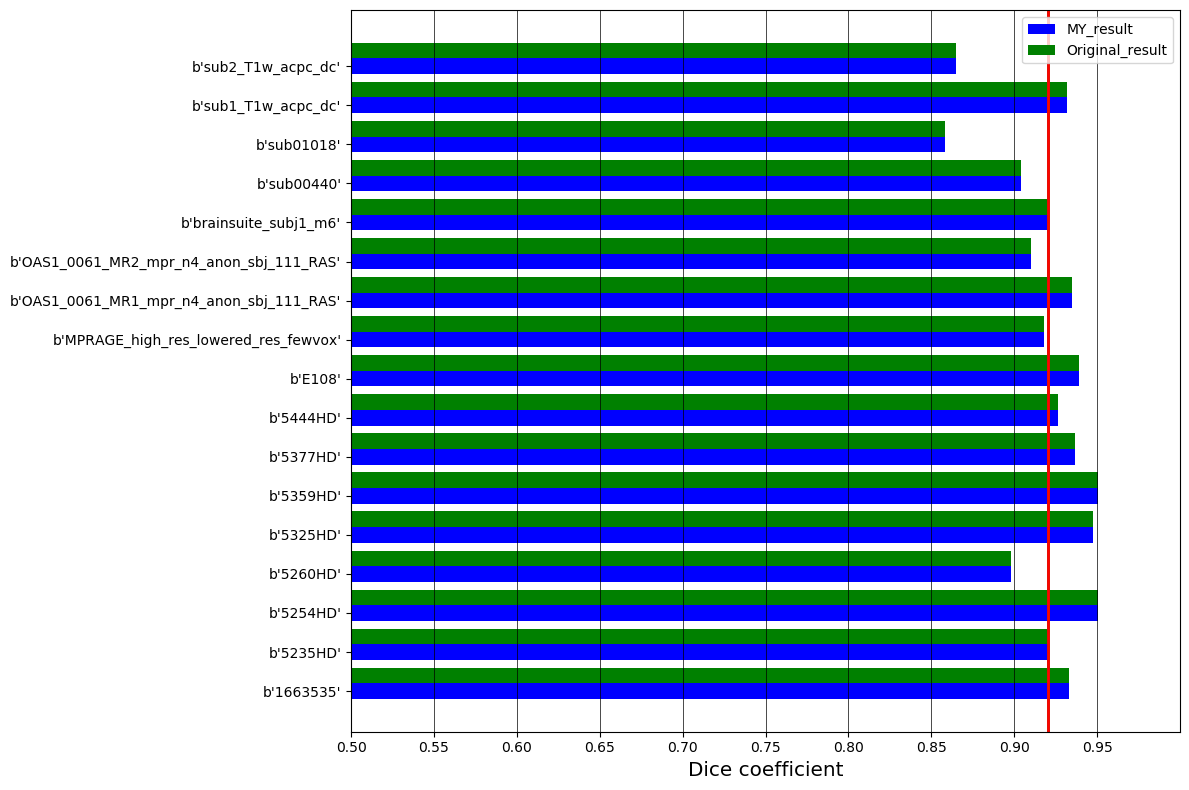 MY_result
Original_result
b'sub2_T1w_acpc_dc'
b'sub1_T1w_acpc_dc'
b'sub01018'
b'sub00440'
b'brainsuite_subj1_m6'
b'OAS1_0061_MR2_mpr_n4_anon_sbj_111_RAS'
b'OAS1_0061_MR1_mpr_n4_anon_sbj_111_RAS'
b'MPRAGE_high_res_lowered_res_fewvox'
b'E108'
b'5444HD'
b'5377HD'
b'5359HD'
b'5325HD'
b'5260HD'
b'5254HD'
b'5235HD'
b'1663535'
0.50 0.55 0.60 0.65 0.70 0.75 0.80 0.85 0.90 0.95
Dice coefficient